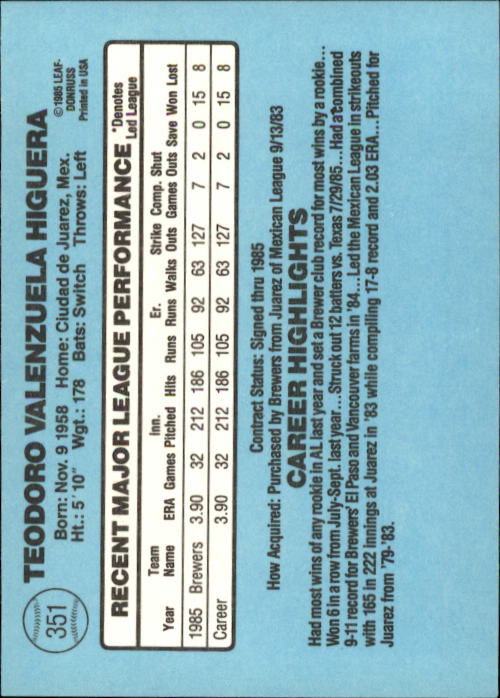 351
TEODORO VALENZUELA HIGUERA
Born: Nov. 9 1958 Home: Ciudad de Juarez, Mex.
Ht.: 5'10" Wgt.: 178 Bats: Switch Throws: Left
©1985 LEAF-
DONRUSS
Printed in USA
RECENT MAJOR LEAGUE PERFORMANCE
*Denotes
Led League
Team Inn. Er. Strike Comp. Shut
Year Name ERA Games Pitched Hits Runs Runs Walks Outs Games Outs Save Won Lost
1985 Brewers 3.90 32 212 186 105 92 63 127 7 2 0 15 8
Career 3.90 32 212 186 105 92 63 127 7 2 0 15 8
Contract Status: Signed thru 1985
How Acquired: Purchased by Brewers from Juarez of Mexican League 9/13/83
CAREER HIGHLIGHTS
Had most wins of any rookie in AL last year and set a Brewer club record for most wins by a rookie...
Won 6 in a row from July-Sept. last year...Struck out 12 batters vs. Texas 7/29/85... Had a combined
9-11 record for Brewers' El Paso and Vancouver farms in '84... Led the Mexican League in strikeouts
with 165 in 222 innings at Juarez in '83 while compiling 17-8 record and 2.03 ERA... Pitched for
Juarez from '79-'83.